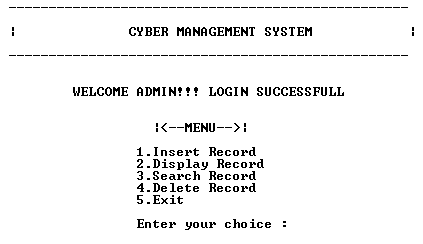 --------------------------------------------------
¦ CYBER MANAGEMENT SYSTEM ¦
--------------------------------------------------
WELCOME ADMIN!!! LOGIN SUCCESSFULL
¦<--MENU-->¦
1.Insert Record
2.Display Record
3.Search Record
4.Delete Record
5.Exit
Enter your choice :